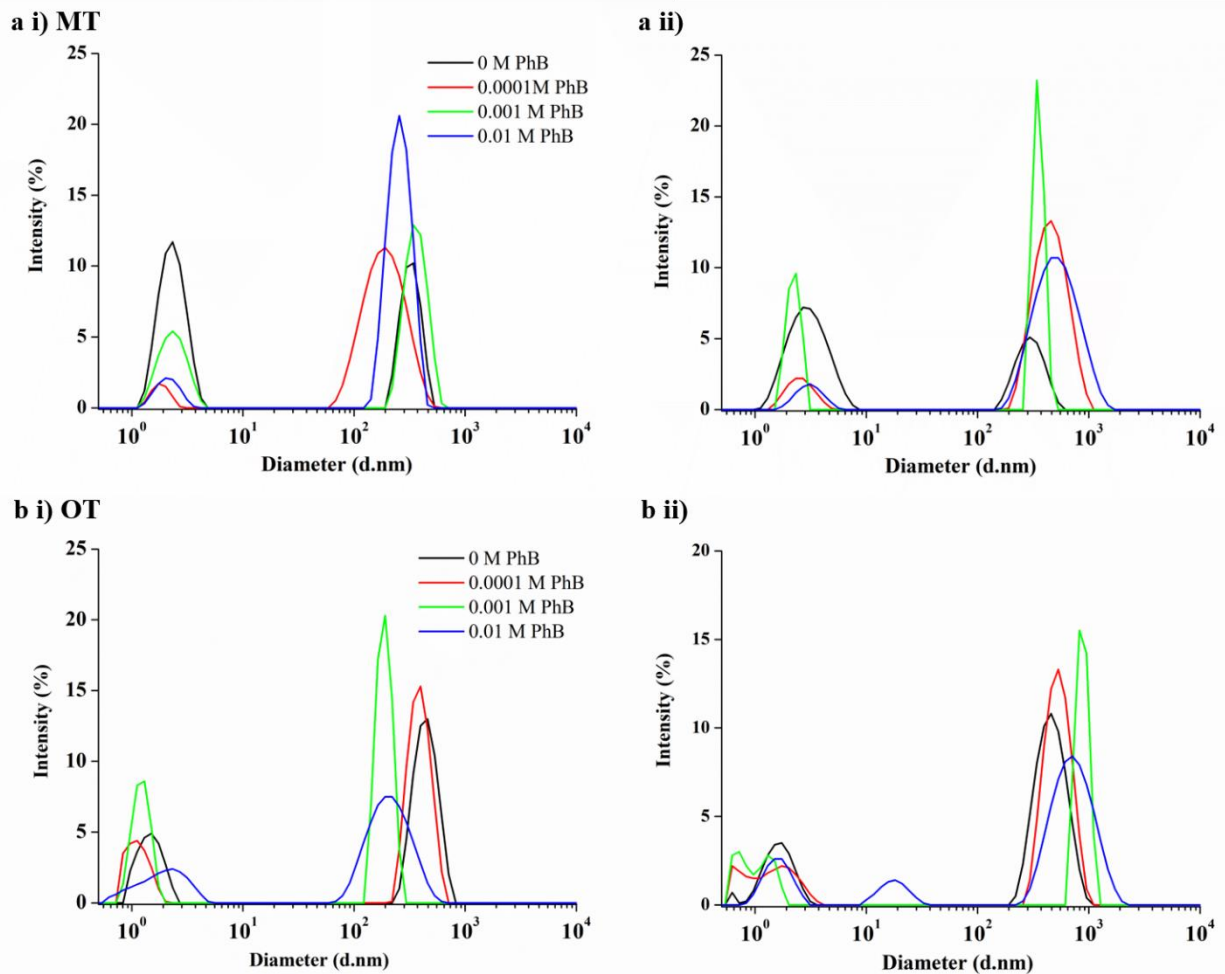 a i) MT
25
20
15
10
5
0
Intensity (%)
0 M PhB
0.0001M PhB
0.001 M PhB
0.01 M PhB
10⁰ 10¹ 10² 10³ 10⁴
Diameter (d.nm)
a ii)
25
20
15
10
5
0
Intensity (%)
10⁰ 10¹ 10² 10³ 10⁴
Diameter (d.nm)
b i) OT
25
20
15
10
5
0
Intensity (%)
0 M PhB
0.0001 M PhB
0.001 M PhB
0.01 M PhB
10⁰ 10¹ 10² 10³ 10⁴
Diameter (d.nm)
b ii)
20
15
10
5
0
Intensity (%)
10⁰ 10¹ 10² 10³ 10⁴
Diameter (d.nm)